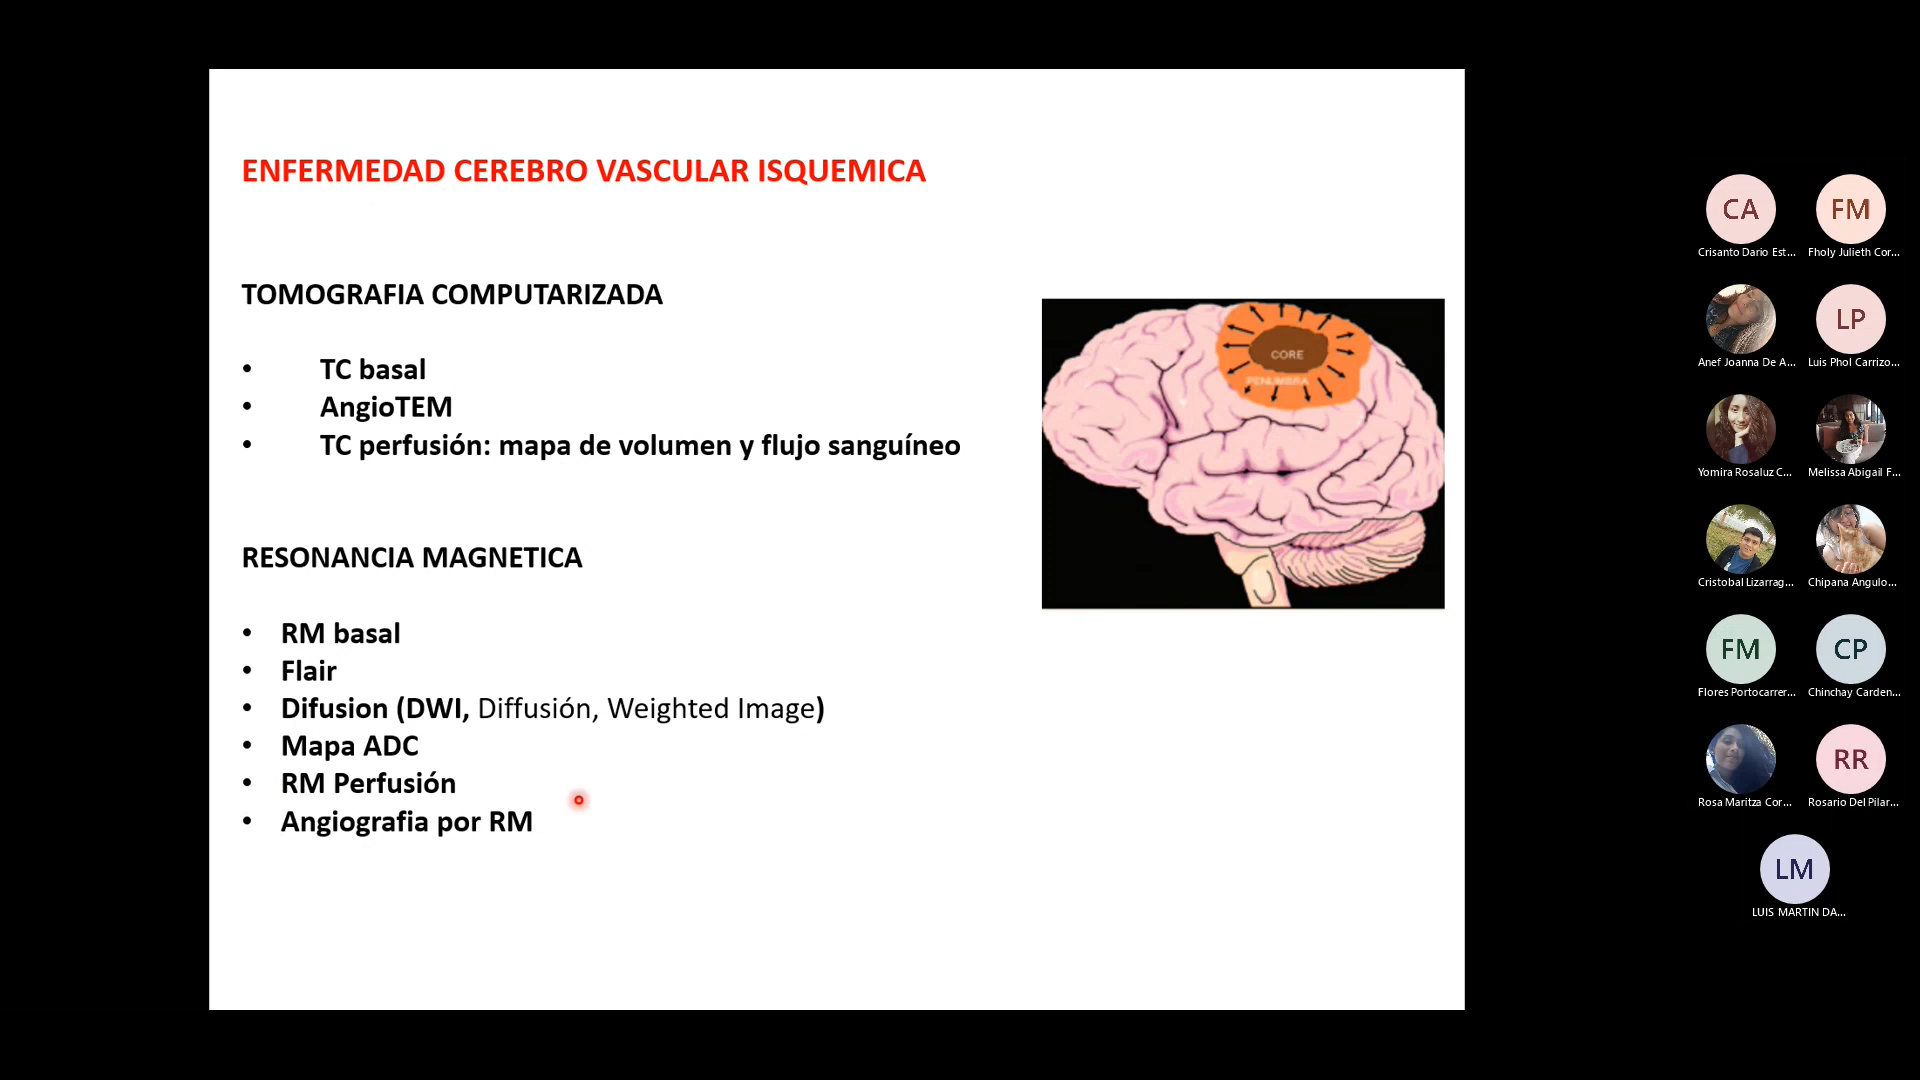 ENFERMEDAD CEREBRO VASCULAR ISQUEMICA
TOMOGRAFIA COMPUTARIZADA
• TC basal
• AngioTEM
• TC perfusión: mapa de volumen y flujo sanguíneo
CORE
PENUMBRA
RESONANCIA MAGNETICA
• RM basal
• Flair
• Difusion (DWI, Diffusión, Weighted Image)
• Mapa ADC
• RM Perfusión
• Angiografia por RM
CA
FM
Crisanto Dario Est...
Fholy Julieth Cor...
LP
Anef Joanna De A...
Luis Phol Carrizo...
Yomira Rosaluz C...
Melissa Abigail F...
Cristobal Lizarrag...
Chipana Angulo...
FM
CP
Flores Portocarrer...
Chinchay Carden...
RR
Rosa Maritza Cor...
Rosario Del Pilar...
LM
LUIS MARTIN DA...